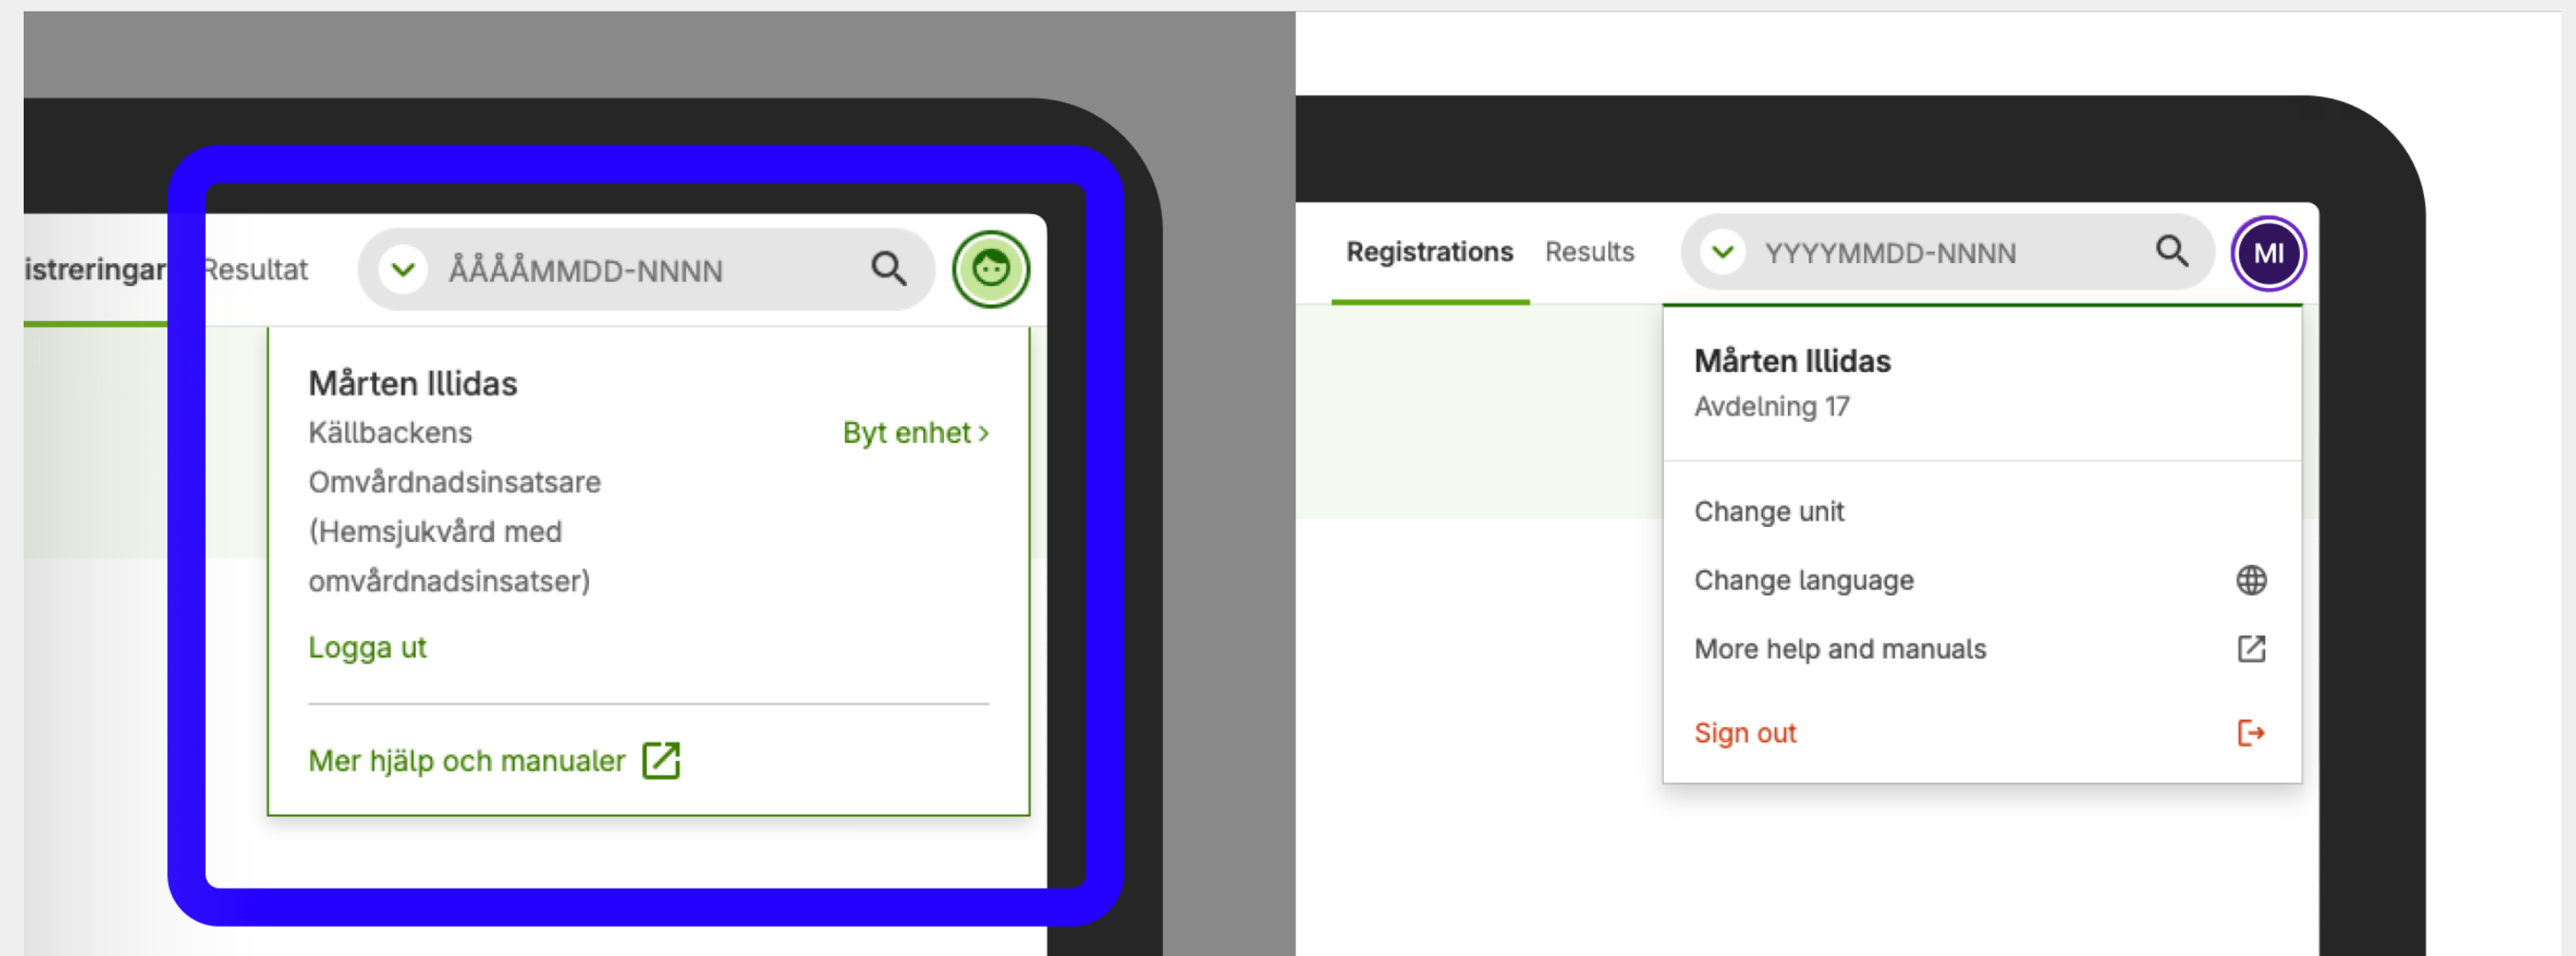 istreringar Resultat ÅÅÅÅMMDD-NNNN
Mårten Illidas
Källbackens Byt enhet
Omvårdnadsinsatsare
(Hemsjukvård med
omvårdnadsinsatser)
Logga ut
Mer hjälp och manualer
Registrations Results YYYYMMDD-NNNN MI
Mårten Illidas
Avdelning 17
Change unit
Change language
More help and manuals
Sign out